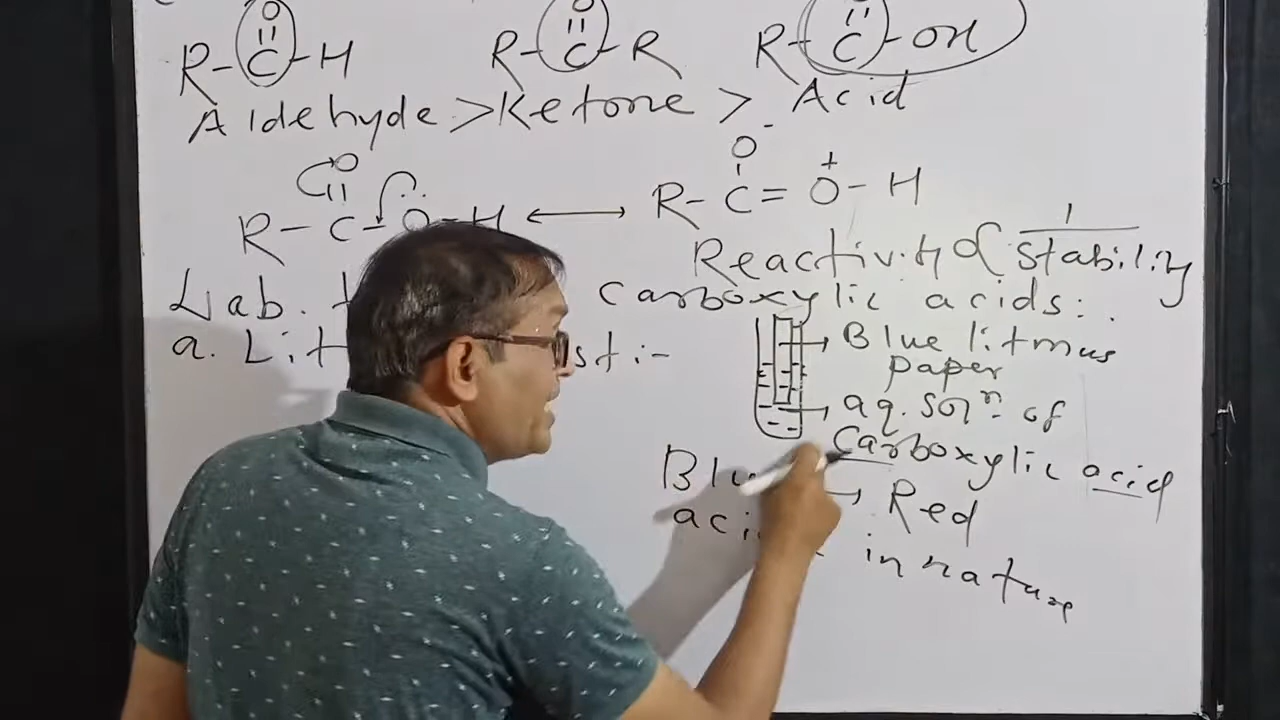 O O O
R-C-H R-C-R R-C-OH
Aldehyde > Ketone > Acid
O O⁻
R-C-O-H ⟷ R-C=O⁺-H
Reactivity ∝ 1/stability
Lab. carboxylic acids:
a. st:-
Blue litmus
paper
aq. solⁿ of
carboxylic acid
→ Red
in nature